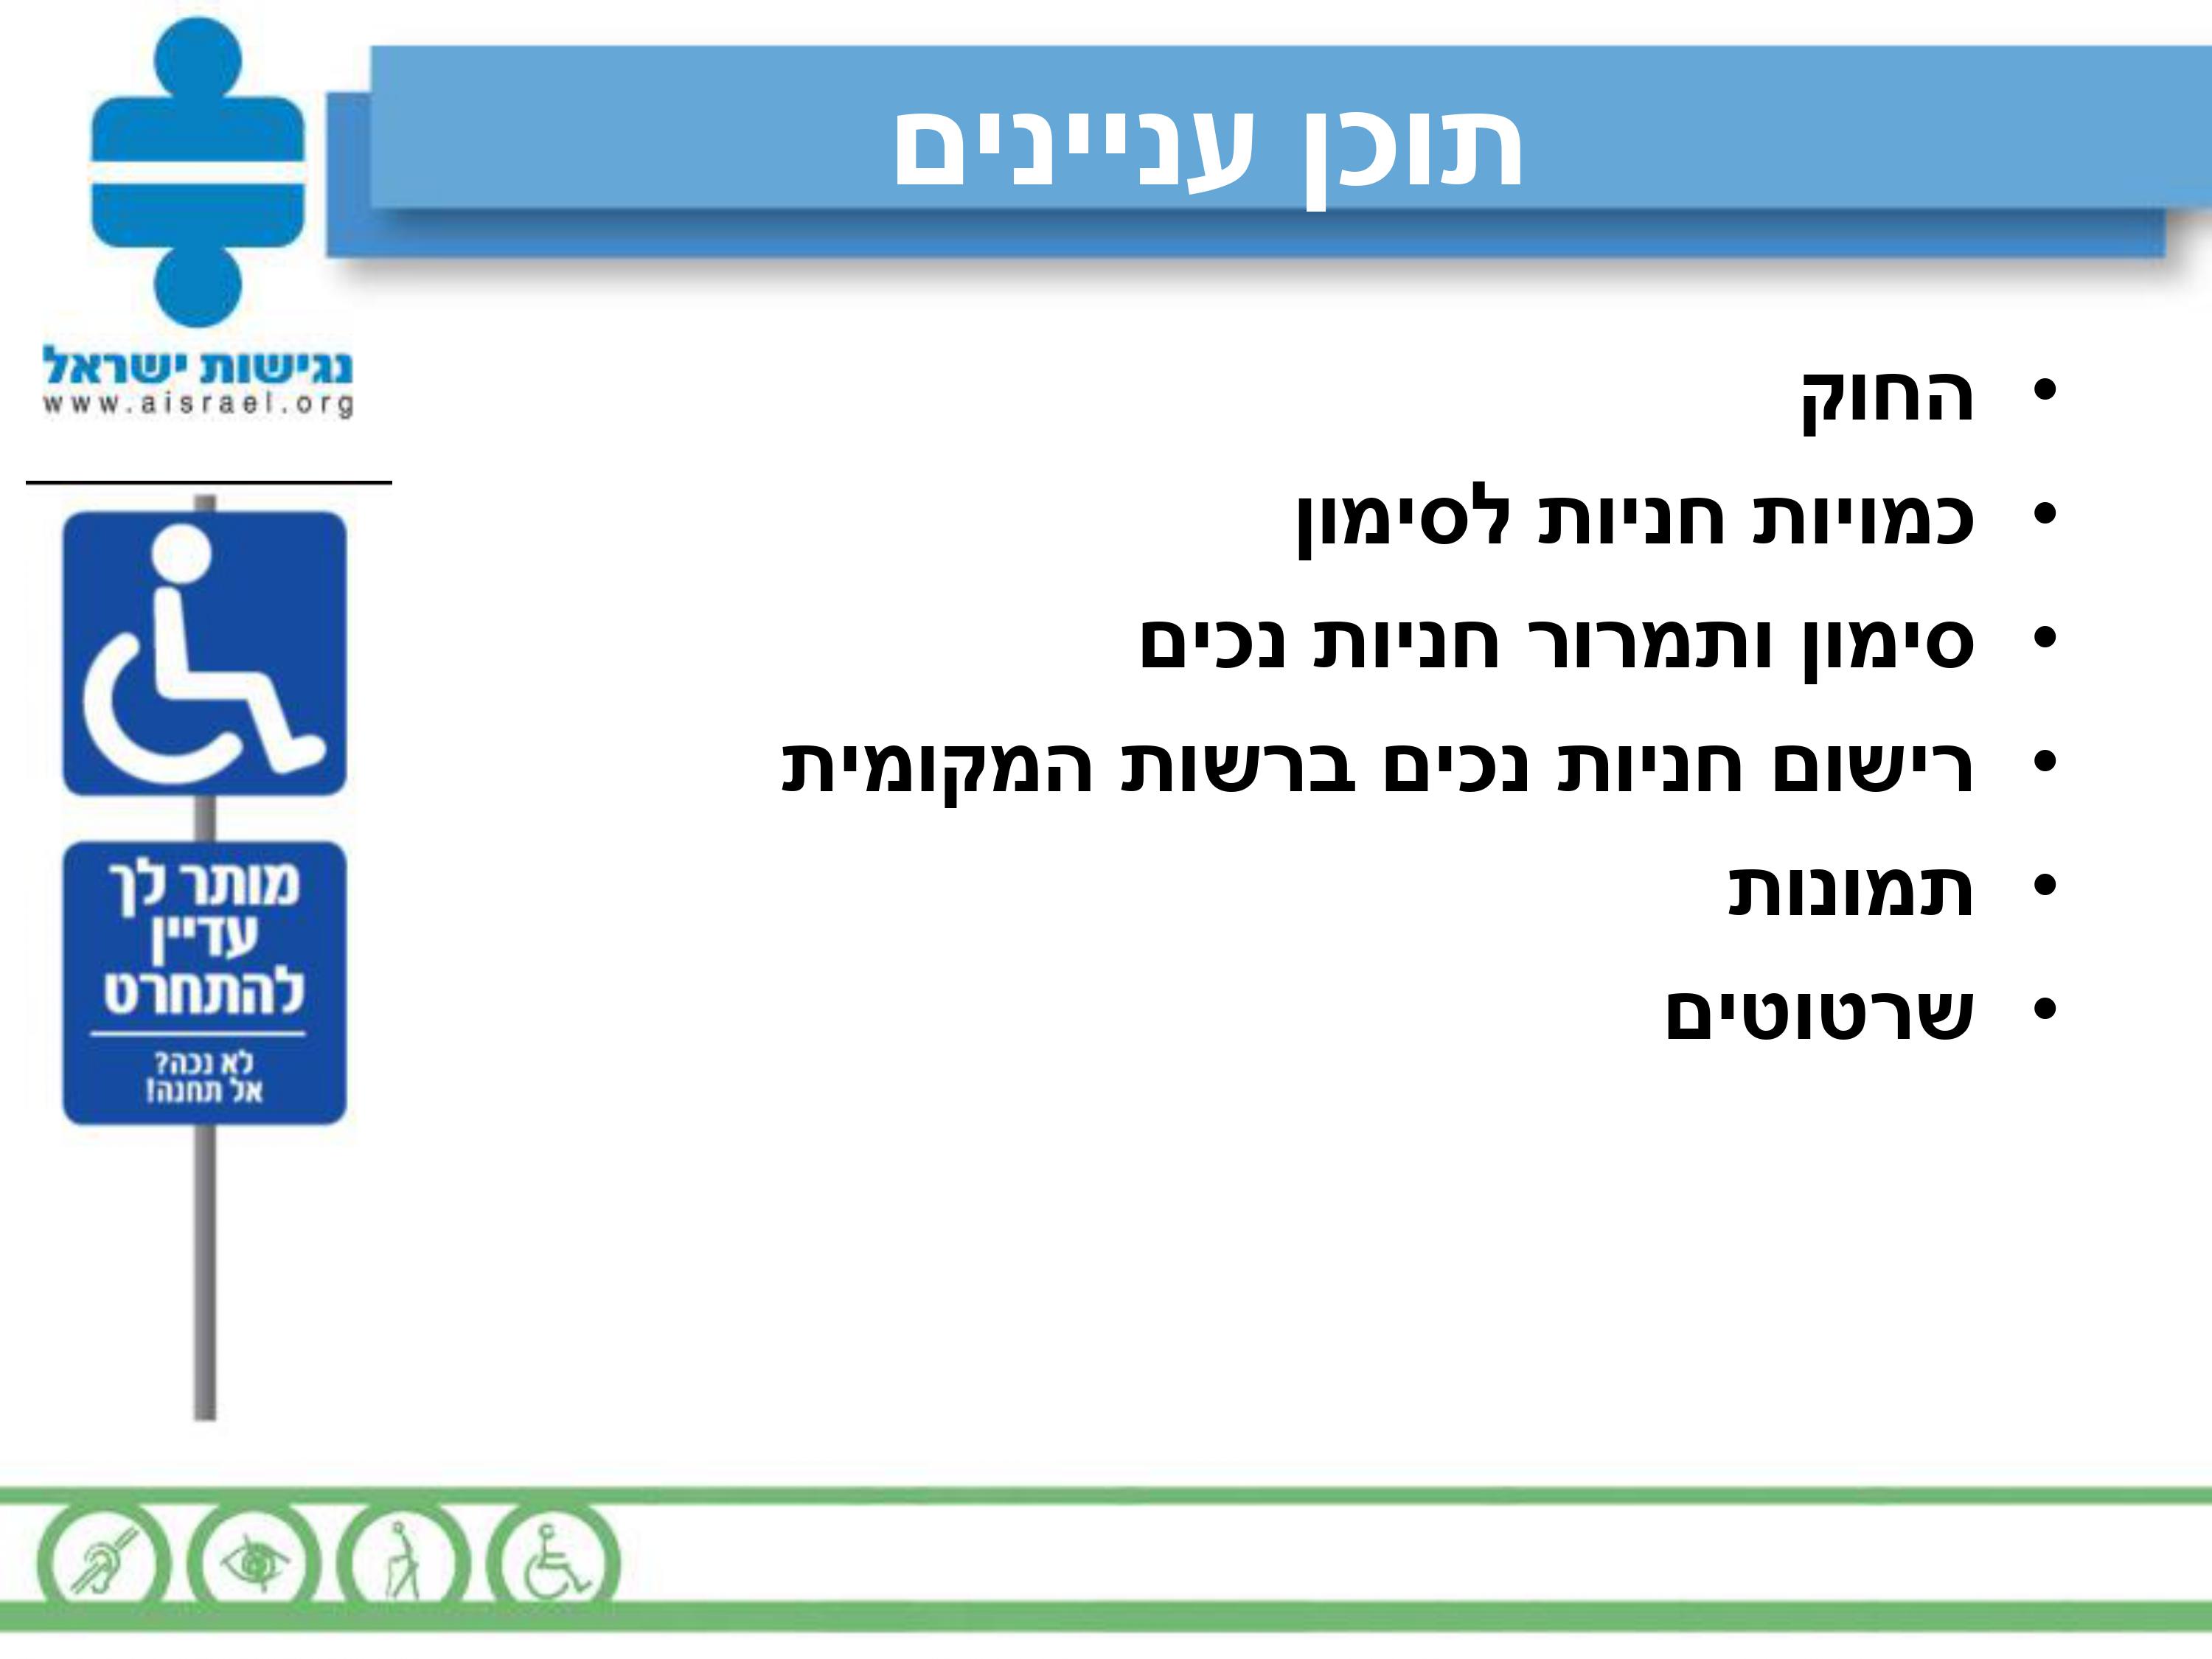 תוכן עניינים
נגישות ישראל
www.aisrael.org
החוק
כמויות חניות לסימון
סימון ותמרור חניות נכים
רישום חניות נכים ברשות המקומית
תמונות
שרטוטים
מותר לך
עדיין
להתחרט
לא נכה?
אל תחנה!